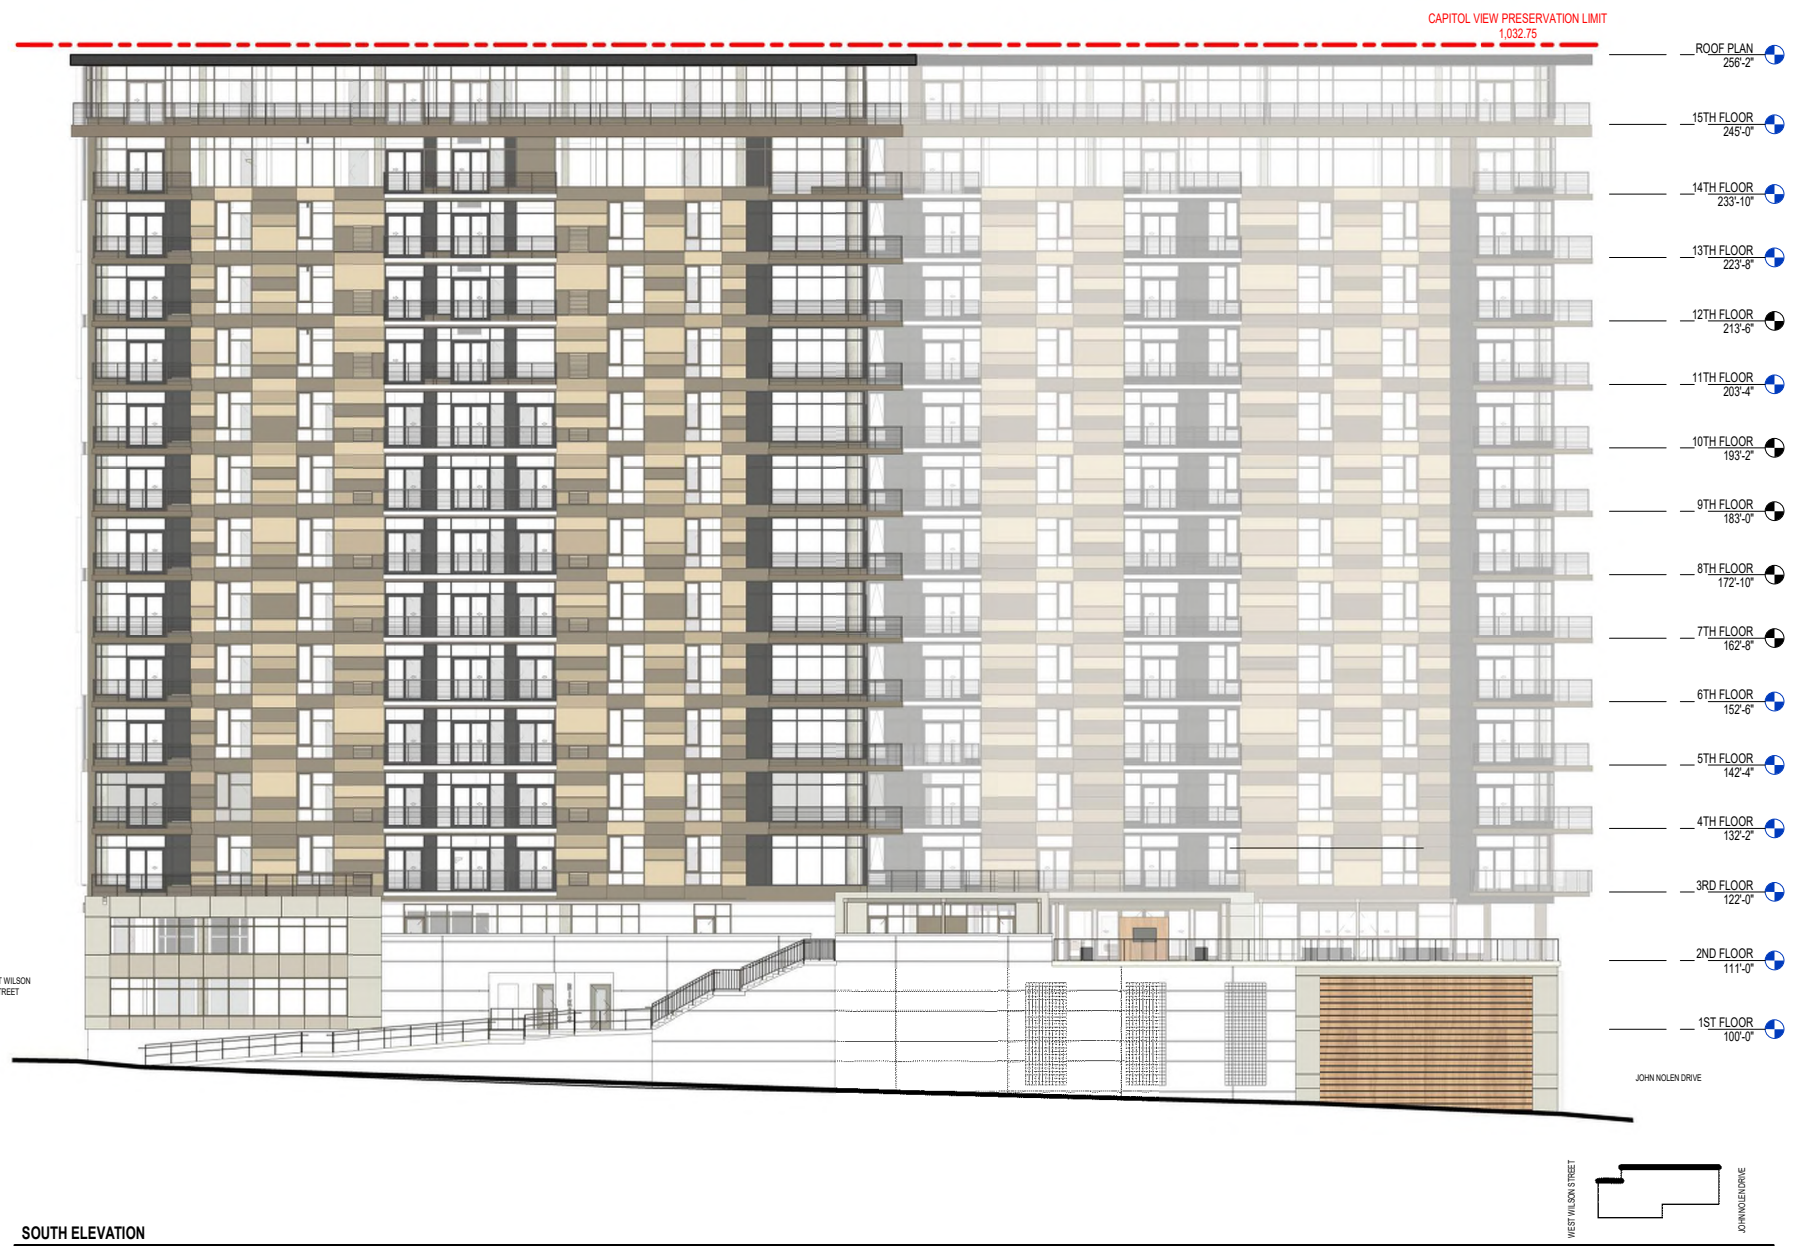 CAPITOL VIEW PRESERVATION LIMIT
1,032.75
ROOF PLAN
256'-2"
15TH FLOOR
245'-0"
14TH FLOOR
233'-10"
13TH FLOOR
223'-8"
12TH FLOOR
213'-6"
11TH FLOOR
203'-4"
10TH FLOOR
193'-2"
9TH FLOOR
183'-0"
8TH FLOOR
172'-10"
7TH FLOOR
162'-8"
6TH FLOOR
152'-6"
5TH FLOOR
142'-4"
4TH FLOOR
132'-2"
3RD FLOOR
122'-0"
2ND FLOOR
111'-0"
T WILSON
REET
1ST FLOOR
100'-0"
JOHN NOLEN DRIVE
WEST WILSON STREET
JOHN NOLEN DRIVE
SOUTH ELEVATION